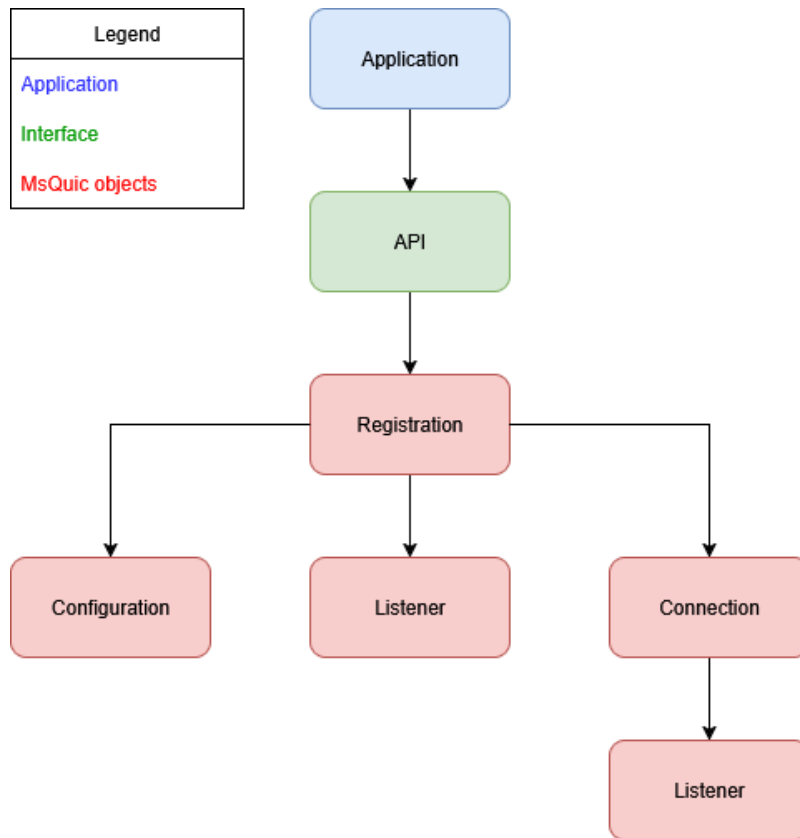 Legend
Application
Interface
MsQuic objects
Application
API
Registration
Configuration
Listener
Connection
Listener